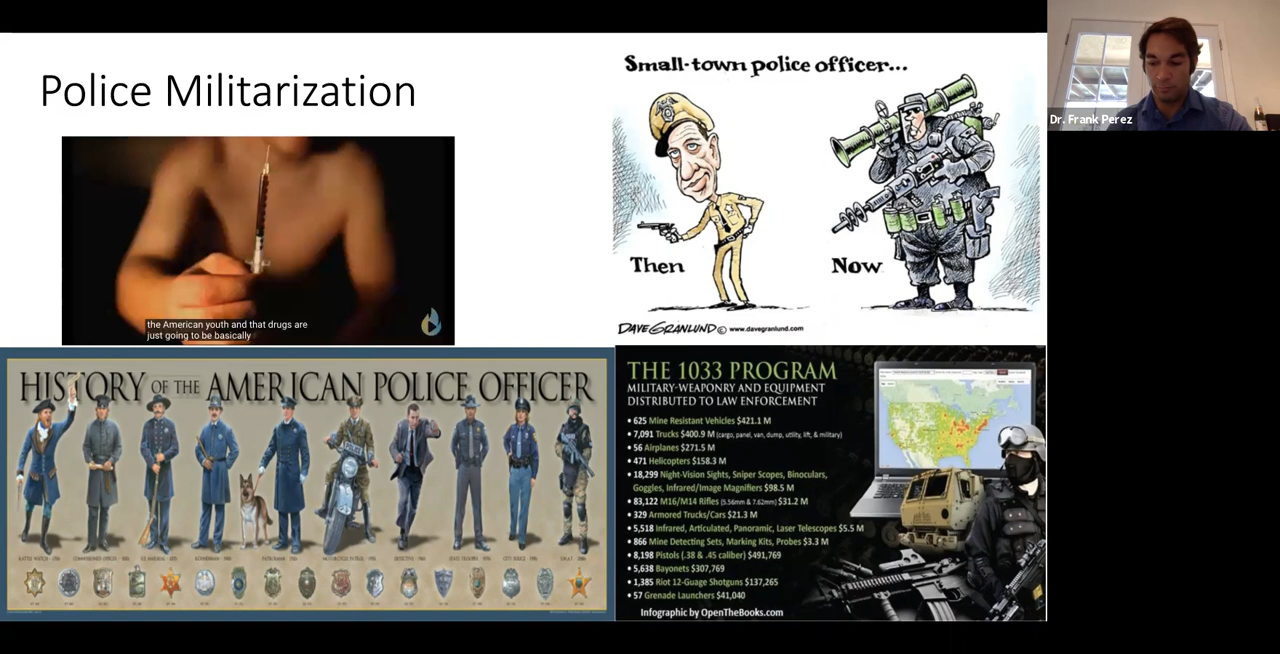 Police Militarization
the American youth and that drugs are
just going to be basically
Small-town police officer...
Then
Now
DAVE GRANLUND © www.davegranlund.com
Dr. Frank Perez
HISTORY OF THE AMERICAN POLICE OFFICER
POLICE
THE 1033 PROGRAM
MILITARY-WEAPONRY AND EQUIPMENT
DISTRIBUTED TO LAW ENFORCEMENT
• 625 Mine Resistant Vehicles $421.1 M
• 7,091 Trucks $400.9 M (cargo, panel, van, dump, utility, lift, & military)
• 56 Airplanes $271.5 M
• 471 Helicopters $158.3 M
• 18,299 Night-Vision Sights, Sniper Scopes, Binoculars,
Goggles, Infrared/Image Magnifiers $98.5 M
• 83,122 M16/M14 Rifles (5.56mm & 7.62mm) $31.2 M
• 329 Armored Trucks/Cars $21.3 M
• 5,518 Infrared, Articulated, Panoramic, Laser Telescopes $5.5 M
• 866 Mine Detecting Sets, Marking Kits, Probes $3.3 M
• 8,198 Pistols (.38 & .45 caliber) $491,769
• 5,638 Bayonets $307,769
• 1,385 Riot 12-Guage Shotguns $137,265
• 57 Grenade Launchers $41,040
Infographic by OpenTheBooks.com